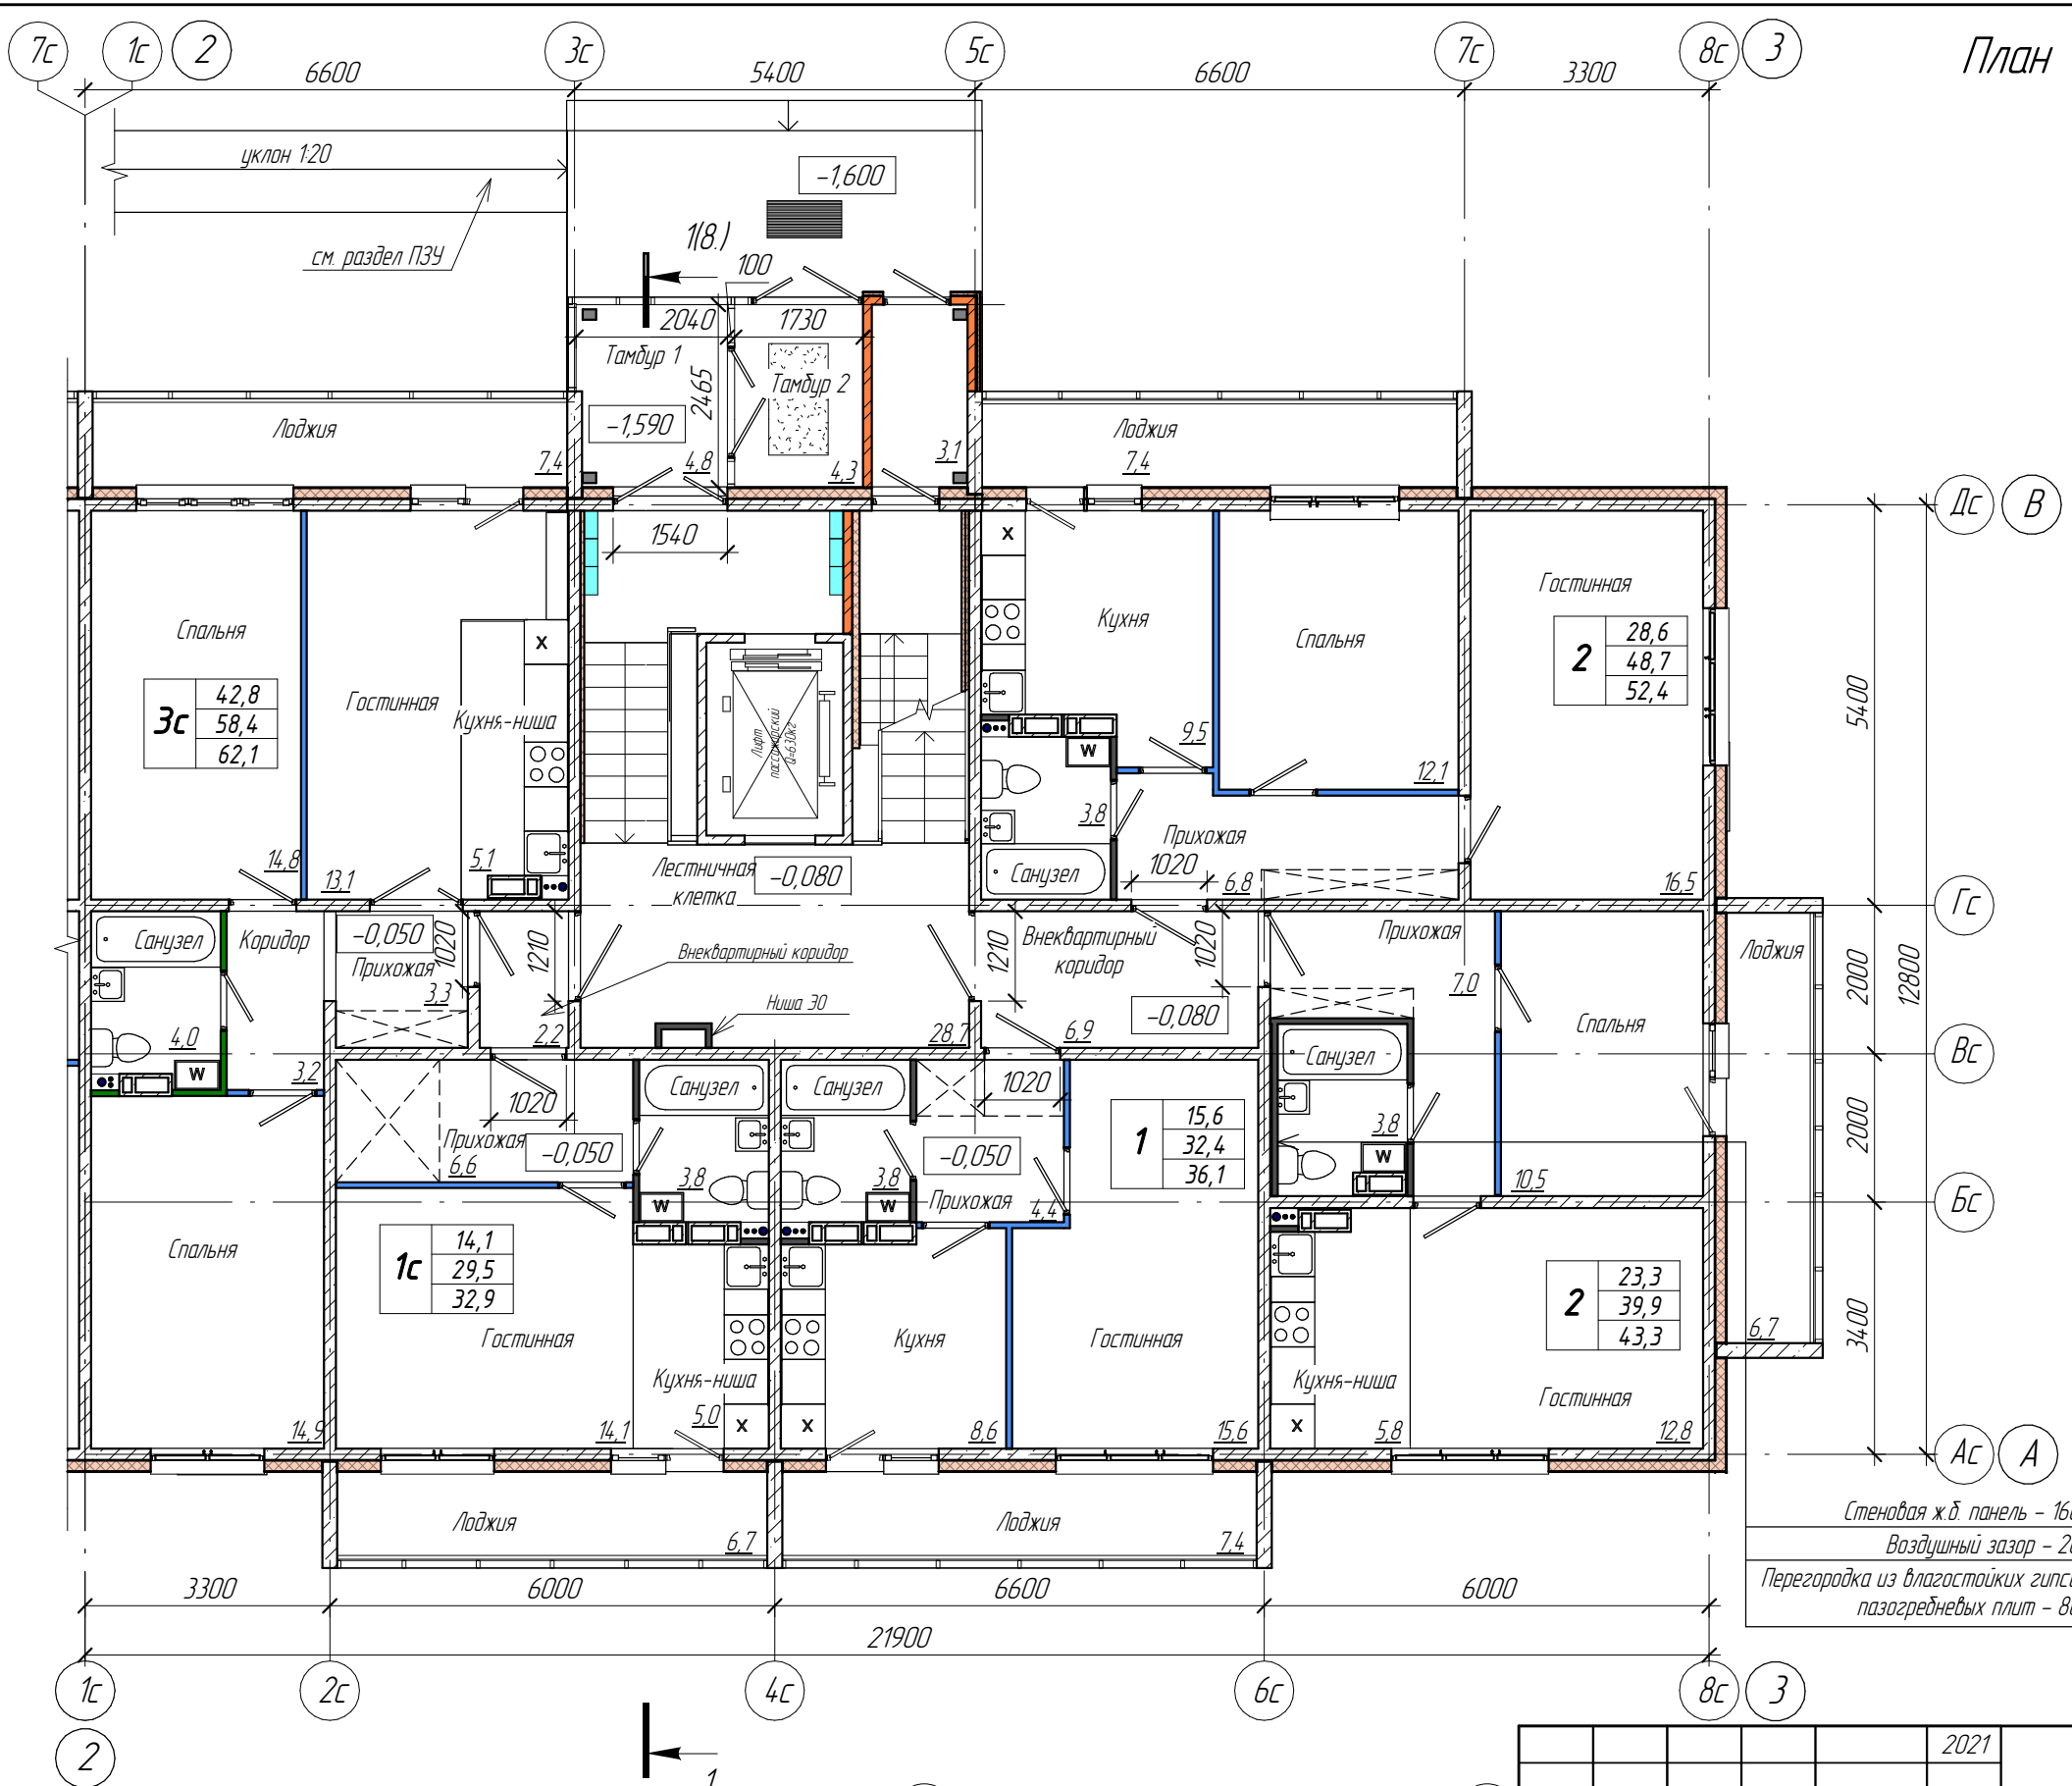 7с 1с 2 3с 5с 7с 8с 3
План
6600 5400 6600 3300
уклон 1:20
-1,600
см. раздел ПЗУ
1(8.)
100
2040 1730
Тамбур 1
Тамбур 2
2465
-1,590
Лоджия
7,4
4,8
4,3
3,1
Лоджия
7,4
Дс В
1540
Спальня
Гостинная
Кухня-ниша
X
3с
42,8
58,4
62,1
14,8
13,1
5,1
Лифт
пассажирский
Q=630кг
Лестничная
клетка
-0,080
X
Кухня
9,5
Спальня
12,1
Гостинная
2
28,6
48,7
52,4
16,5
W
3,8
Санузел
Прихожая
1020
6,8
5400
Гс
Санузел
Коридор
-0,050
Прихожая
3,3
1020
1210
4,0
W
3,2
2,2
Внеквартирный коридор
Ниша ЭО
28,7
1210
Внеквартирный
коридор
1020
6,9
-0,080
Прихожая
7,0
Спальня
10,5
Лоджия
6,7
2000
12800
Вс
2000
Бс
3400
Ас А
Санузел
3,8
W
1020
Прихожая
6,6
-0,050
Санузел
3,8
W
Санузел
3,8
W
1020
-0,050
Прихожая
4,4
1
15,6
32,4
36,1
Спальня
14,9
1с
14,1
29,5
32,9
Гостинная
14,1
Кухня-ниша
5,0
X
Кухня
X
8,6
Гостинная
15,6
Кухня-ниша
X
5,8
2
23,3
39,9
43,3
Гостинная
12,8
Лоджия
6,7
Лоджия
7,4
Стеновая ж.б. панель - 16
Воздушный зазор - 2
Перегородка из влагостойких гипс
пазогребневых плит - 8
3300 6000 6600 6000
21900
1с 2с 4с 6с 8с 3
2
1
2021